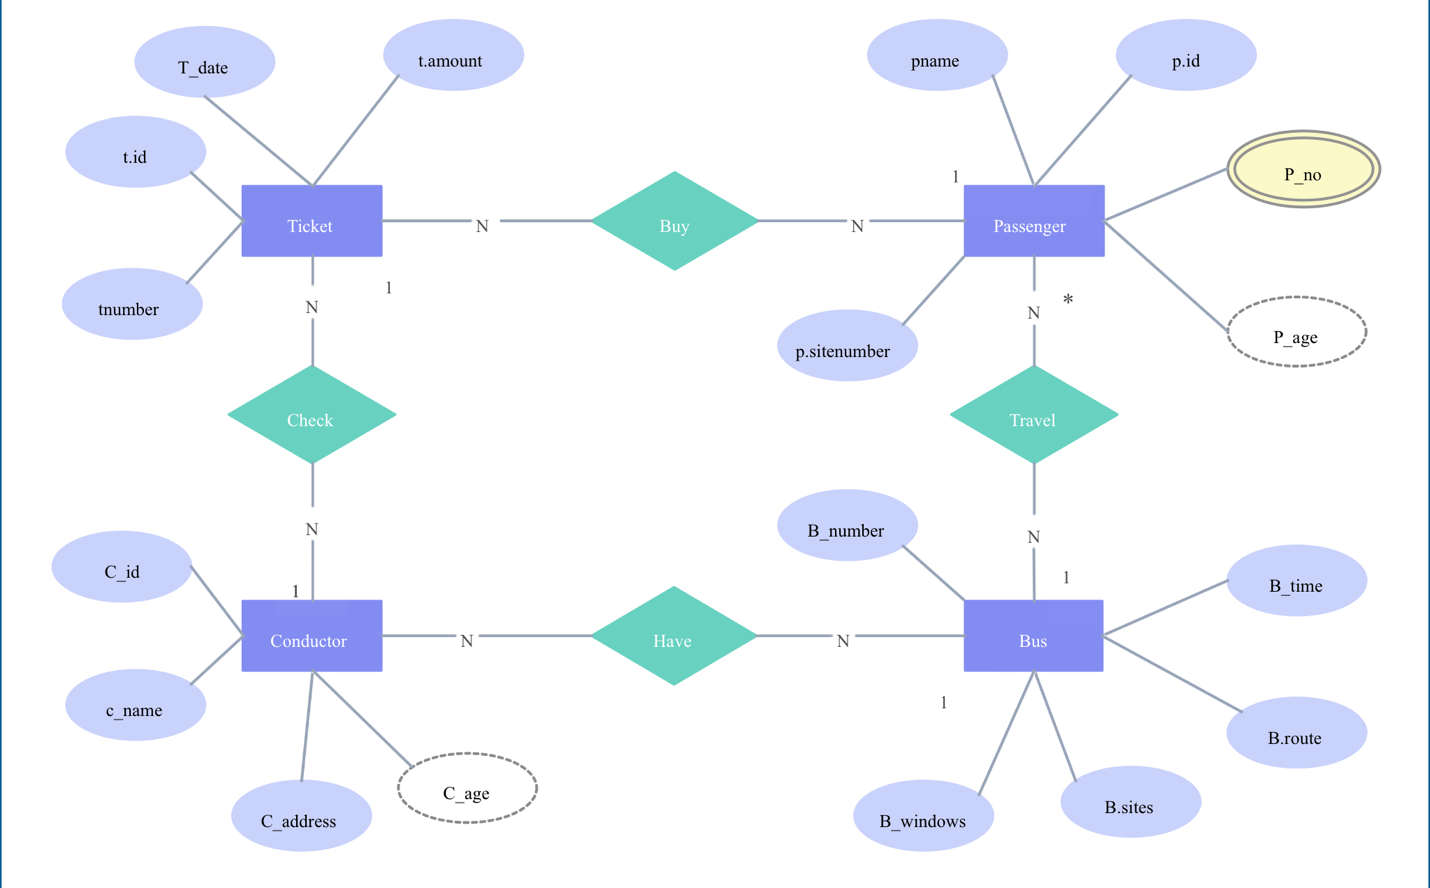 T_date
t.amount
pname
p.id
t.id
P_no
1
Ticket
N
Buy
N
Passenger
1
*
N
N
tnumber
p.sitenumber
P_age
Check
Travel
N
B_number
N
C_id
1
1
B_time
Conductor
N
Have
N
Bus
c_name
1
B.route
C_age
C_address
B_windows
B.sites